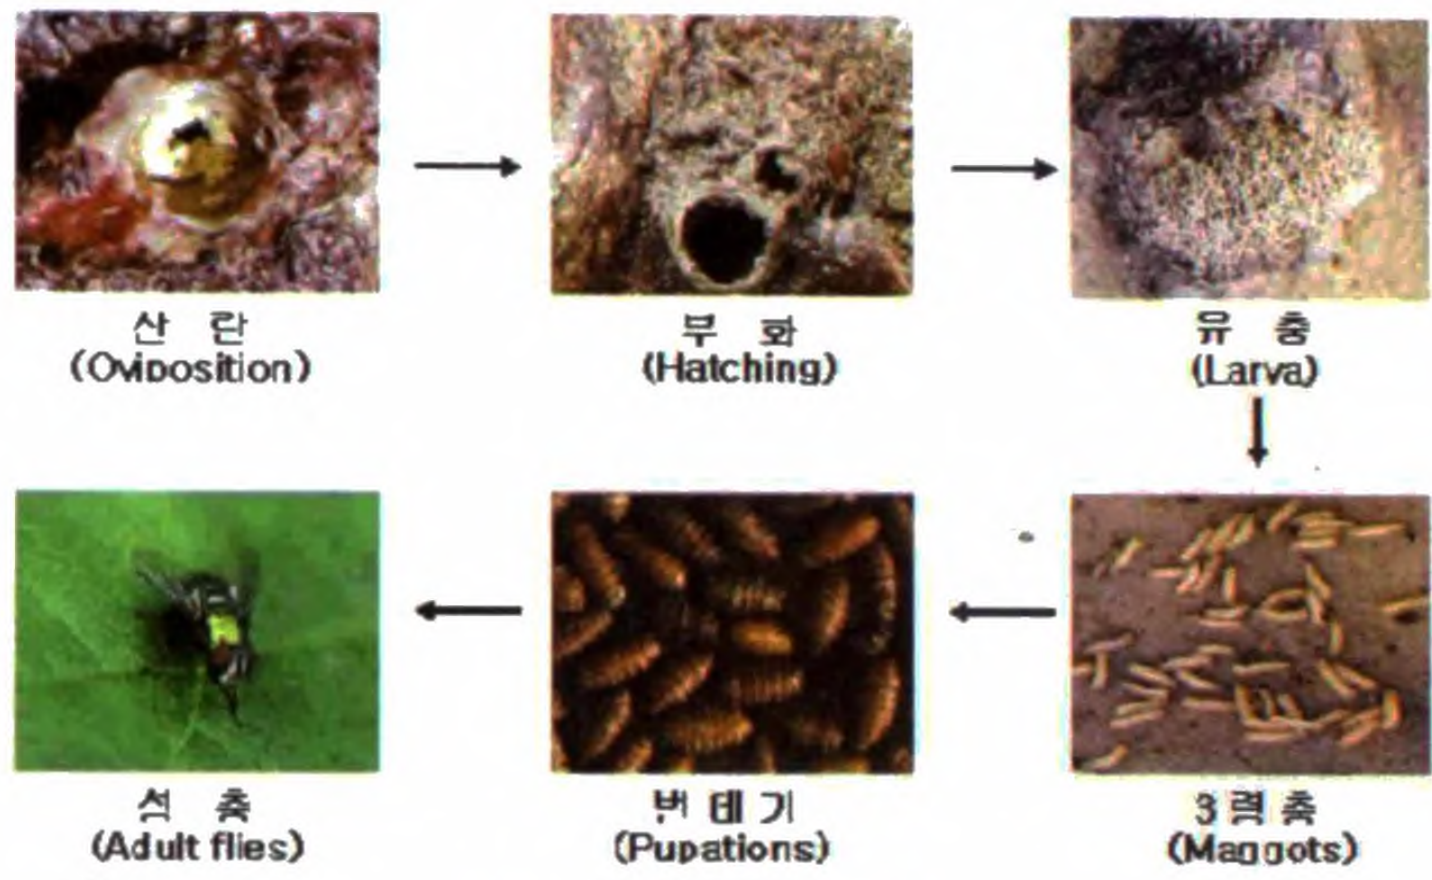 산 란
(Oviposition)
부 화
(Hatching)
유 충
(Larva)
성 충
(Adult flies)
번 데 기
(Pupations)
3 령 충
(Maggots)